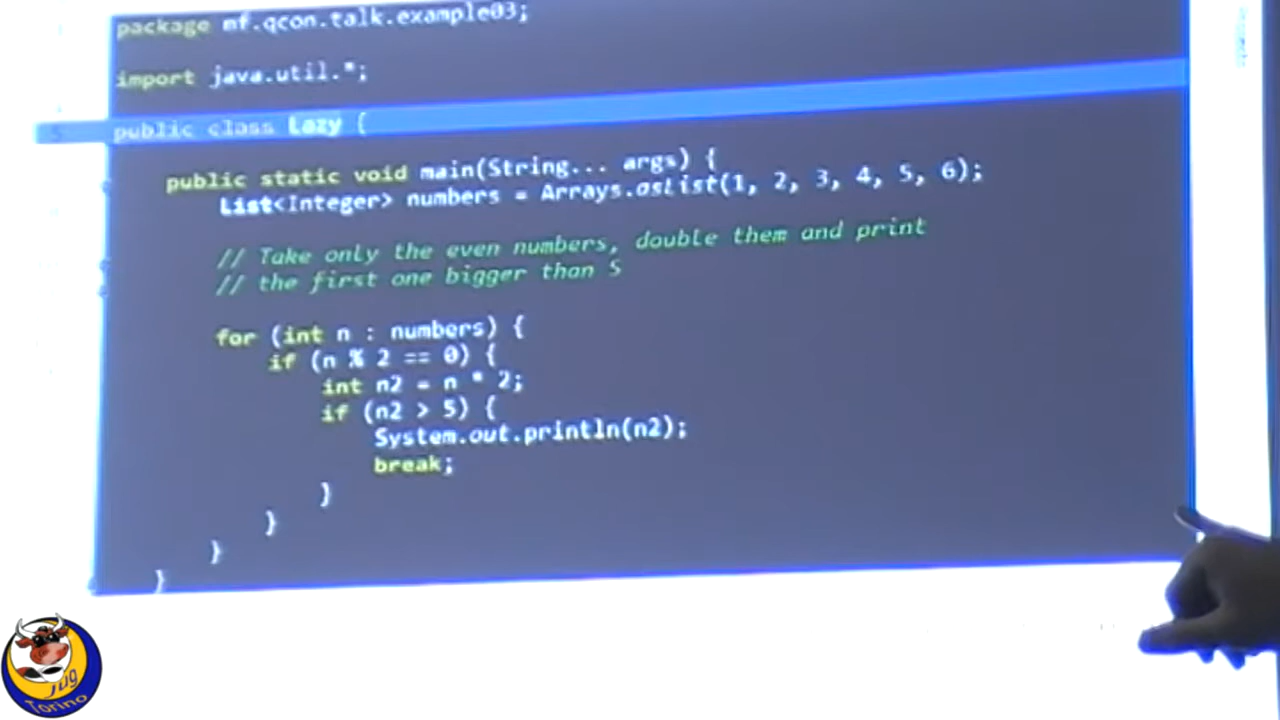 package mf.qcon.talk.example03;
import java.util.*;
5
public class Lazy {
public static void main(String... args) {
List<Integer> numbers = Arrays.asList(1, 2, 3, 4, 5, 6);
// Take only the even numbers, double them and print
// the first one bigger than 5
for (int n : numbers) {
if (n % 2 == 0) {
int n2 = n * 2;
if (n2 > 5) {
System.out.println(n2);
break;
}
}
}
}
jug
Torino